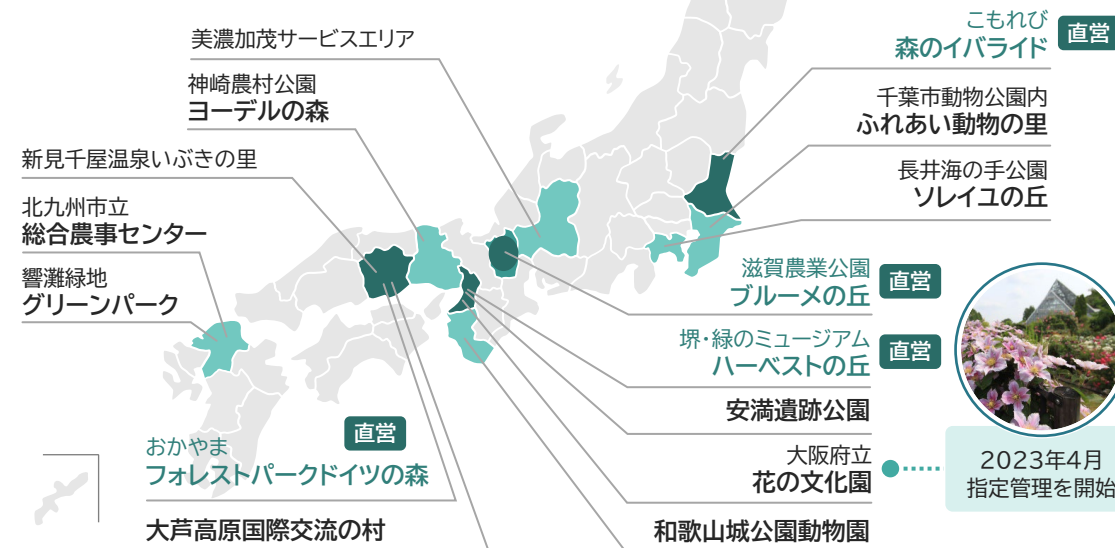 美濃加茂サービスエリア
神崎農村公園
ヨーデルの森
新見千屋温泉いぶきの里
北九州市立
総合農事センター
響灘緑地
グリーンパーク
こもれび
森のイバライド
直営
千葉市動物公園内
ふれあい動物の里
長井海の手公園
ソレイユの丘
滋賀農業公園
ブルーメの丘
直営
堺・緑のミュージアム
ハーベストの丘
直営
安満遺跡公園
大阪府立
花の文化園
2023年4月
指定管理を開始
和歌山城公園動物園
直営
おかやま
フォレストパークドイツの森
大芦高原国際交流の村